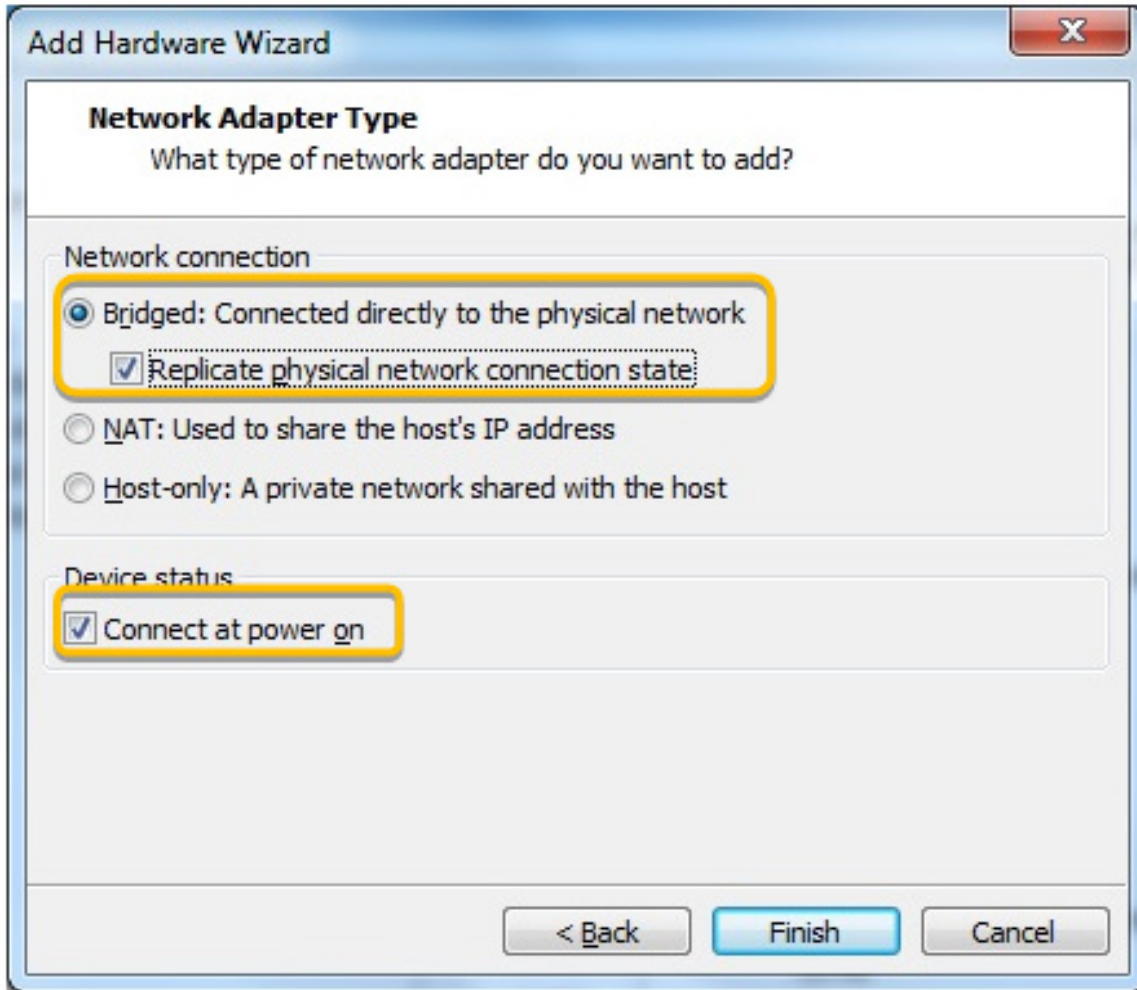 Add Hardware Wizard
Network Adapter Type
What type of network adapter do you want to add?
Network connection
Bridged: Connected directly to the physical network
Replicate physical network connection state
NAT: Used to share the host's IP address
Host-only: A private network shared with the host
Device status
Connect at power on
< Back Finish Cancel